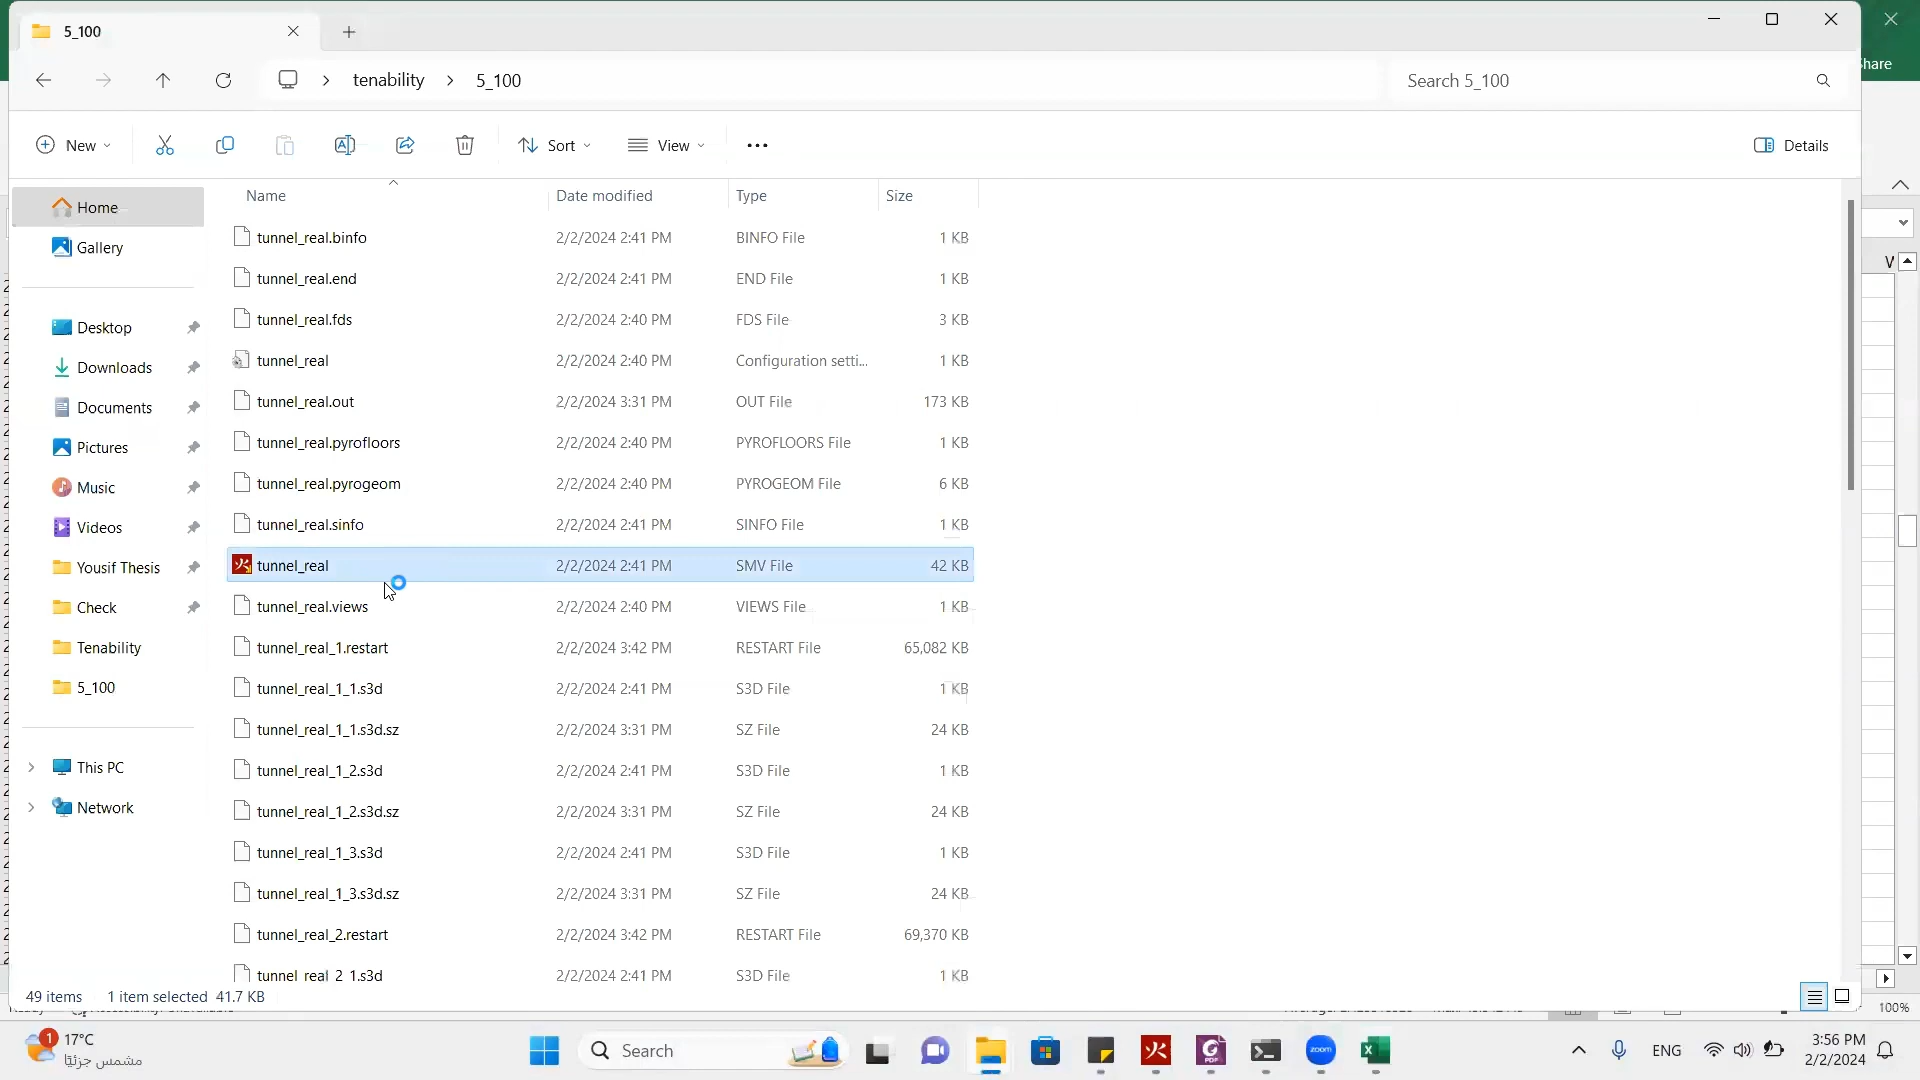 5_100
hare
tenability > 5_100
Search 5_100
New
Sort
View
Details
Name Date modified Type Size
Home
Gallery
Desktop
Downloads
Documents
Pictures
Music
Videos
Yousif Thesis
Check
Tenability
5_100
This PC
Network
tunnel_real.binfo 2/2/2024 2:41 PM BINFO File 1 KB
tunnel_real.end 2/2/2024 2:41 PM END File 1 KB
tunnel_real.fds 2/2/2024 2:40 PM FDS File 3 KB
tunnel_real 2/2/2024 2:40 PM Configuration setti... 1 KB
tunnel_real.out 2/2/2024 3:31 PM OUT File 173 KB
tunnel_real.pyrofloors 2/2/2024 2:40 PM PYROFLOORS File 1 KB
tunnel_real.pyrogeom 2/2/2024 2:40 PM PYROGEOM File 6 KB
tunnel_real.sinfo 2/2/2024 2:41 PM SINFO File 1 KB
tunnel_real 2/2/2024 2:41 PM SMV File 42 KB
tunnel_real.views 2/2/2024 2:40 PM VIEWS File 1 KB
tunnel_real_1.restart 2/2/2024 3:42 PM RESTART File 65,082 KB
tunnel_real_1_1.s3d 2/2/2024 2:41 PM S3D File 1 KB
tunnel_real_1_1.s3d.sz 2/2/2024 3:31 PM SZ File 24 KB
tunnel_real_1_2.s3d 2/2/2024 2:41 PM S3D File 1 KB
tunnel_real_1_2.s3d.sz 2/2/2024 3:31 PM SZ File 24 KB
tunnel_real_1_3.s3d 2/2/2024 2:41 PM S3D File 1 KB
tunnel_real_1_3.s3d.sz 2/2/2024 3:31 PM SZ File 24 KB
tunnel_real_2.restart 2/2/2024 3:42 PM RESTART File 69,370 KB
tunnel_real_2_1.s3d 2/2/2024 2:41 PM S3D File 1 KB
49 items 1 item selected 41.7 KB
100%
1
17°C
مشمس جزئيًا
Search
zoom
ENG
3:56 PM
2/2/2024